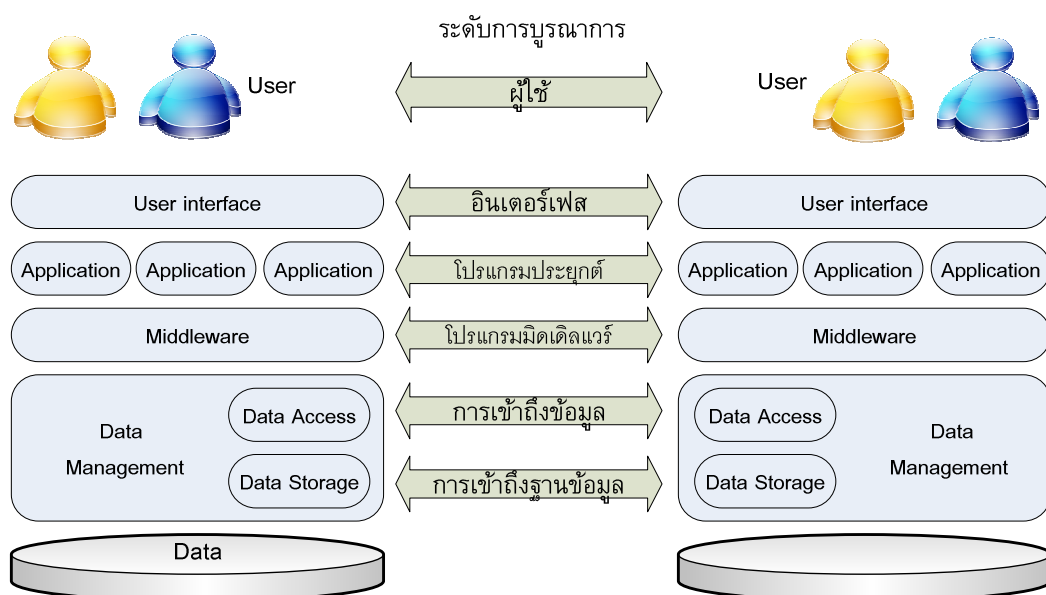 ระดับการบูรณาการ
User
ผู้ใช้
User
User interface
อินเตอร์เฟส
User interface
Application
Application
Application
โปรแกรมประยุกต์
Application
Application
Application
Middleware
โปรแกรมมิดเดิลแวร์
Middleware
Data
Management
Data Access
การเข้าถึงข้อมูล
Data Access
Data
Management
Data Storage
การเข้าถึงฐานข้อมูล
Data Storage
Data